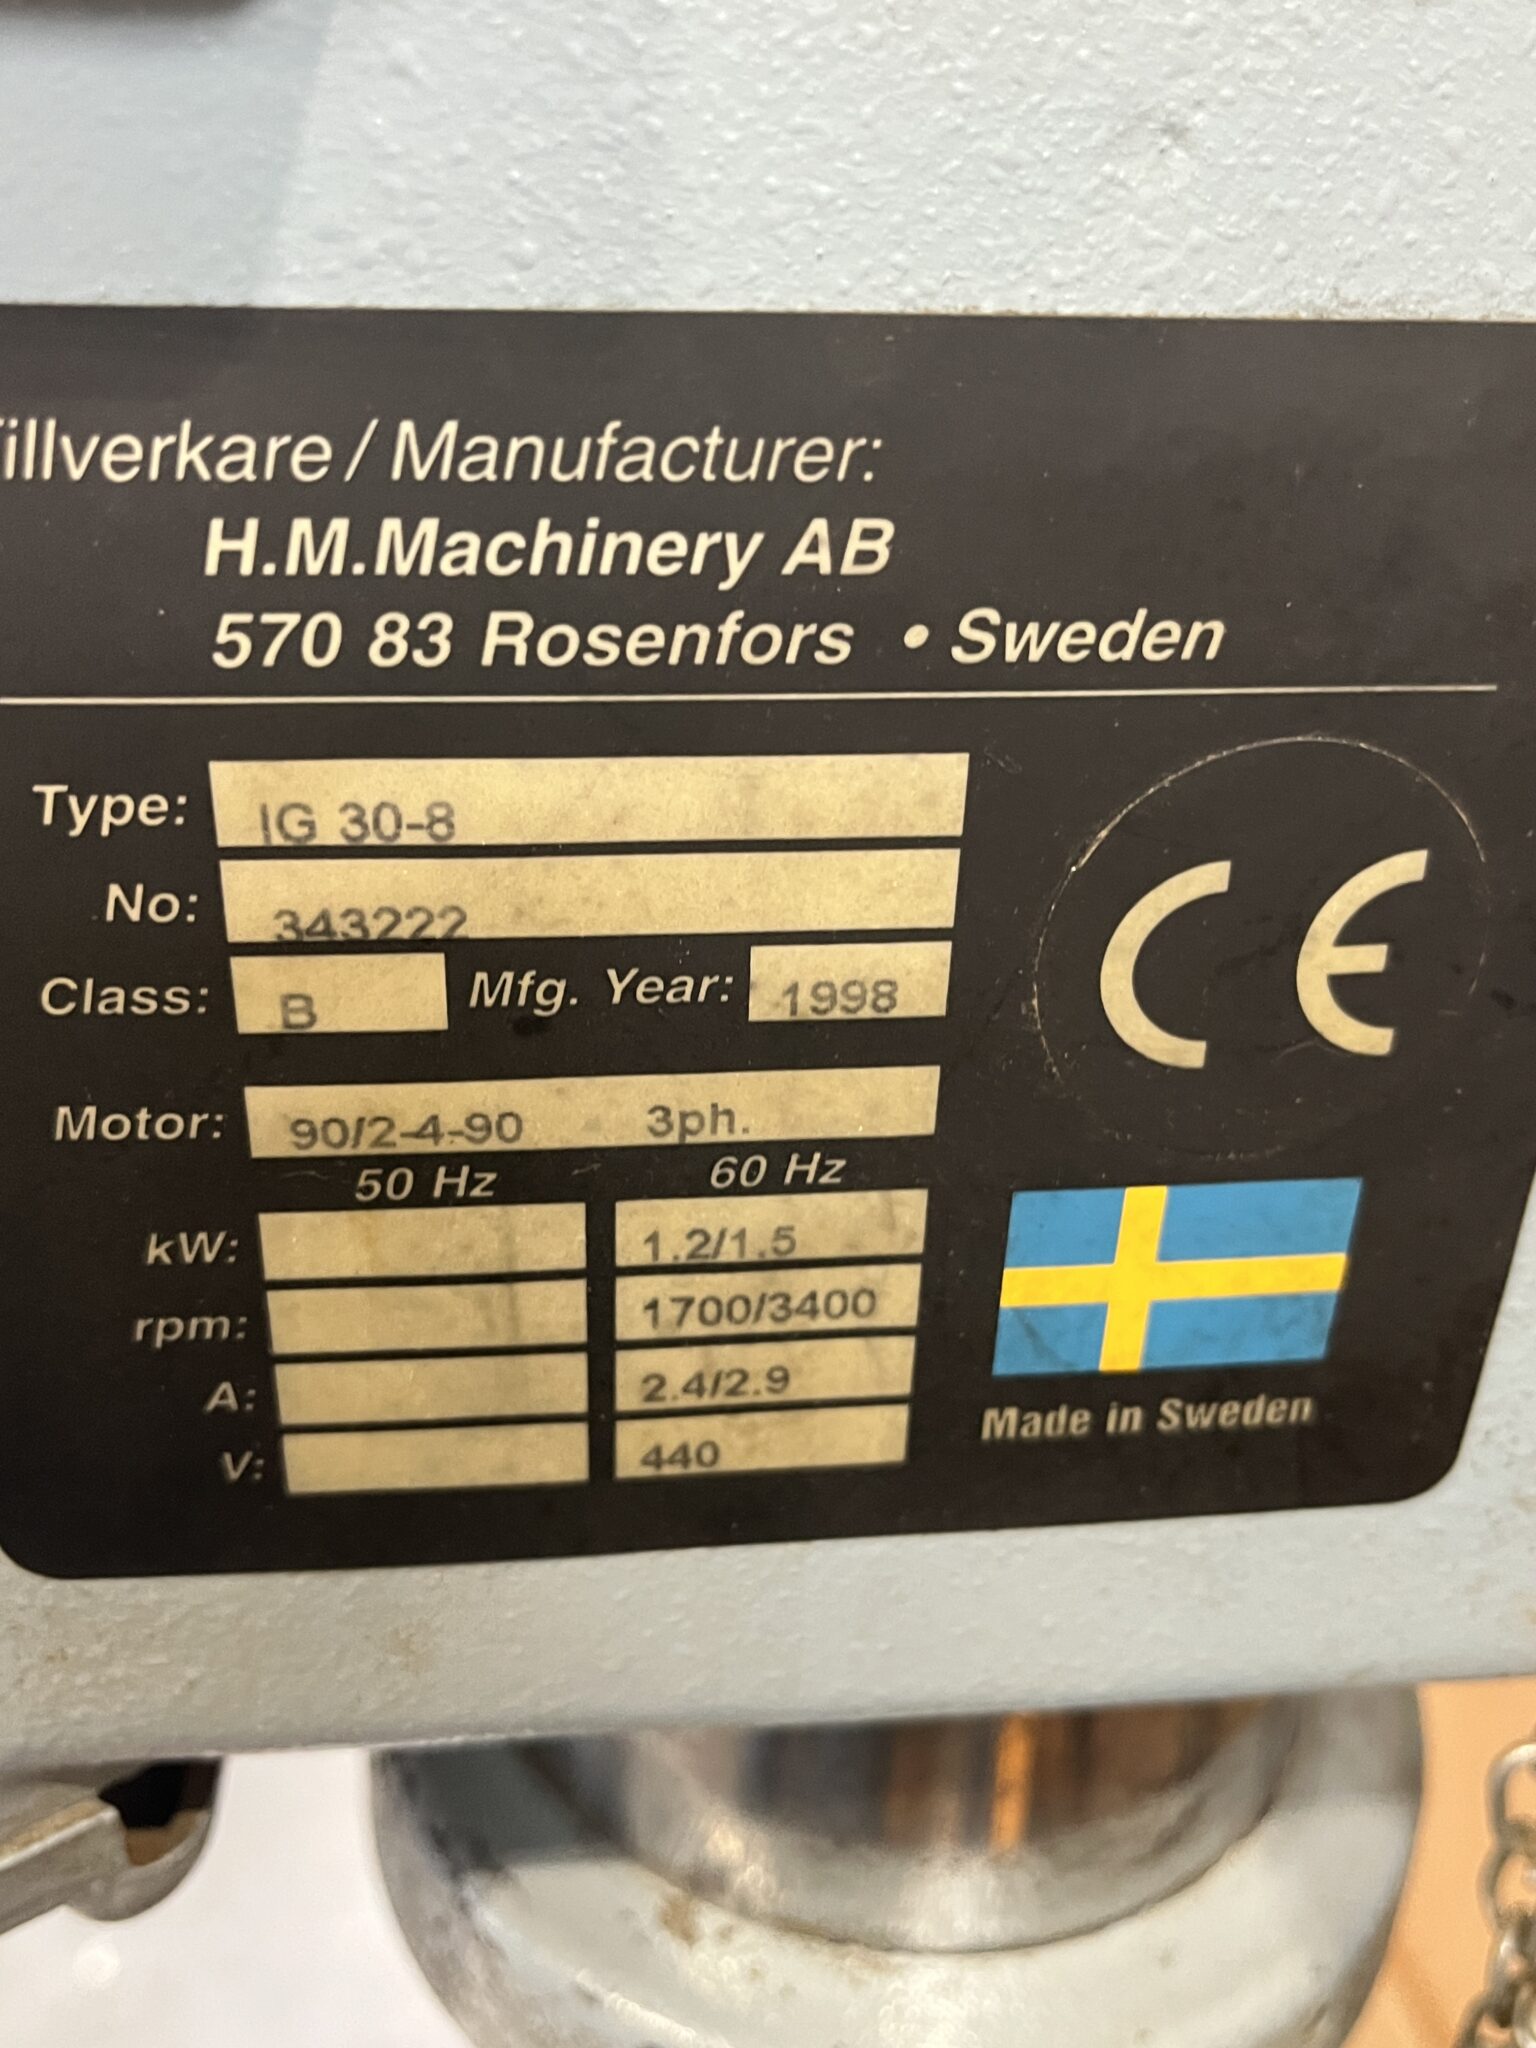 illverkare / Manufacturer:
H.M.Machinery AB
570 83 Rosenfors • Sweden
Type: IG 30-8
No: 343222
Class: B Mfg. Year: 1998
CE
Motor: 90/2-4-90 3ph.
50 Hz 60 Hz
kW: 1.2/1.5
rpm: 1700/3400
A: 2.4/2.9
V: 440
Made in Sweden